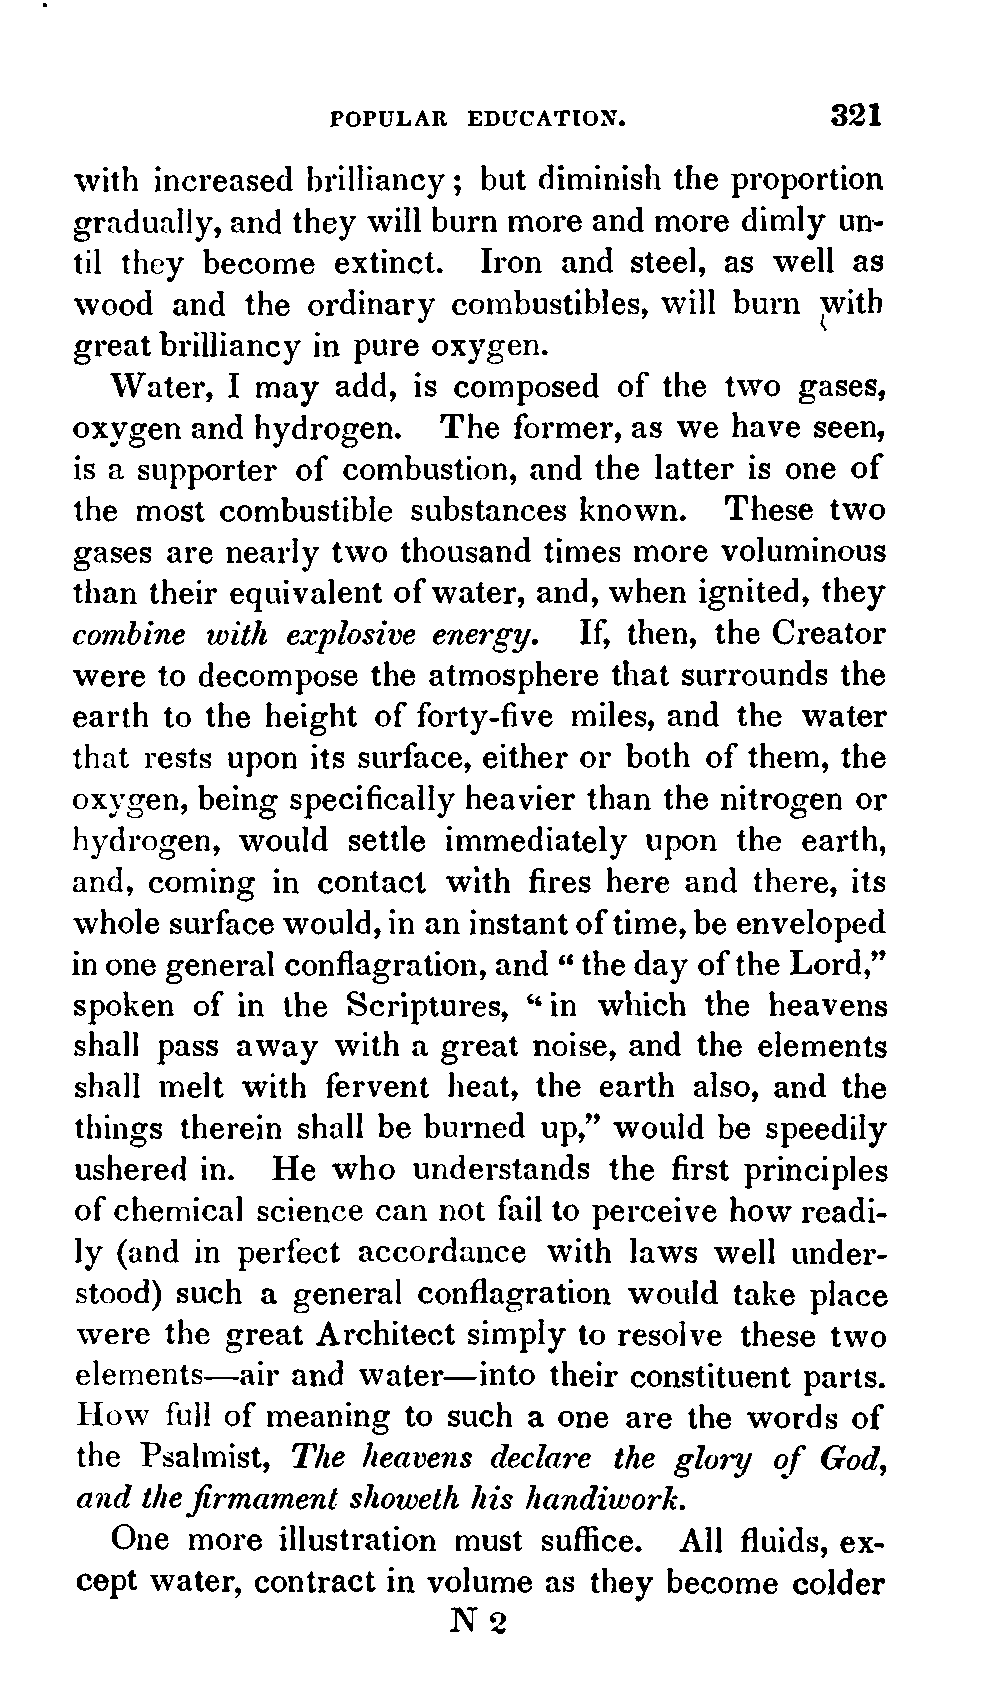 POPULAR EDUCATION. 321
with increased brilliancy; but diminish the proportion
gradually, and they will burn more and more dimly un-
til they become extinct. Iron and steel, as well as
wood and the ordinary combustibles, will burn with
great brilliancy in pure oxygen.
Water, I may add, is composed of the two gases,
oxygen and hydrogen. The former, as we have seen,
is a supporter of combustion, and the latter is one of
the most combustible substances known. These two
gases are nearly two thousand times more voluminous
than their equivalent of water, and, when ignited, they
combine with explosive energy. If, then, the Creator
were to decompose the atmosphere that surrounds the
earth to the height of forty-five miles, and the water
that rests upon its surface, either or both of them, the
oxygen, being specifically heavier than the nitrogen or
hydrogen, would settle immediately upon the earth,
and, coming in contact with fires here and there, its
whole surface would, in an instant of time, be enveloped
in one general conflagration, and “ the day of the Lord,”
spoken of in the Scriptures, “ in which the heavens
shall pass away with a great noise, and the elements
shall melt with fervent heat, the earth also, and the
things therein shall be burned up,” would be speedily
ushered in. He who understands the first principles
of chemical science can not fail to perceive how readi-
ly (and in perfect accordance with laws well under-
stood) such a general conflagration would take place
were the great Architect simply to resolve these two
elements—air and water—into their constituent parts.
How full of meaning to such a one are the words of
the Psalmist, The heavens declare the glory of God,
and the firmament showeth his handiwork.
One more illustration must suffice. All fluids, ex-
cept water, contract in volume as they become colder
N 2